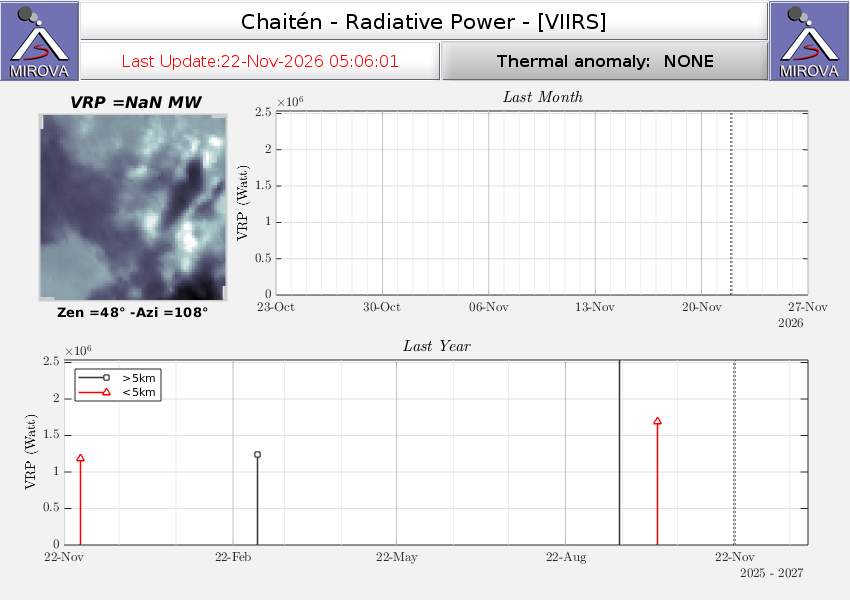 MIROVA
Chaitén - Radiative Power - [VIIRS]
MIROVA
Last Update:22-Nov-2026 05:06:01
Thermal anomaly: NONE
VRP =NaN MW
Zen =48° -Azi =108°
Last Month
×10⁶
VRP (Watt)
2.5
2
1.5
1
0.5
0
23-Oct 30-Oct 06-Nov 13-Nov 20-Nov 27-Nov
2026
Last Year
×10⁶
VRP (Watt)
2.5
2
1.5
1
0.5
0
>5km
<5km
22-Nov 22-Feb 22-May 22-Aug 22-Nov
2025 - 2027